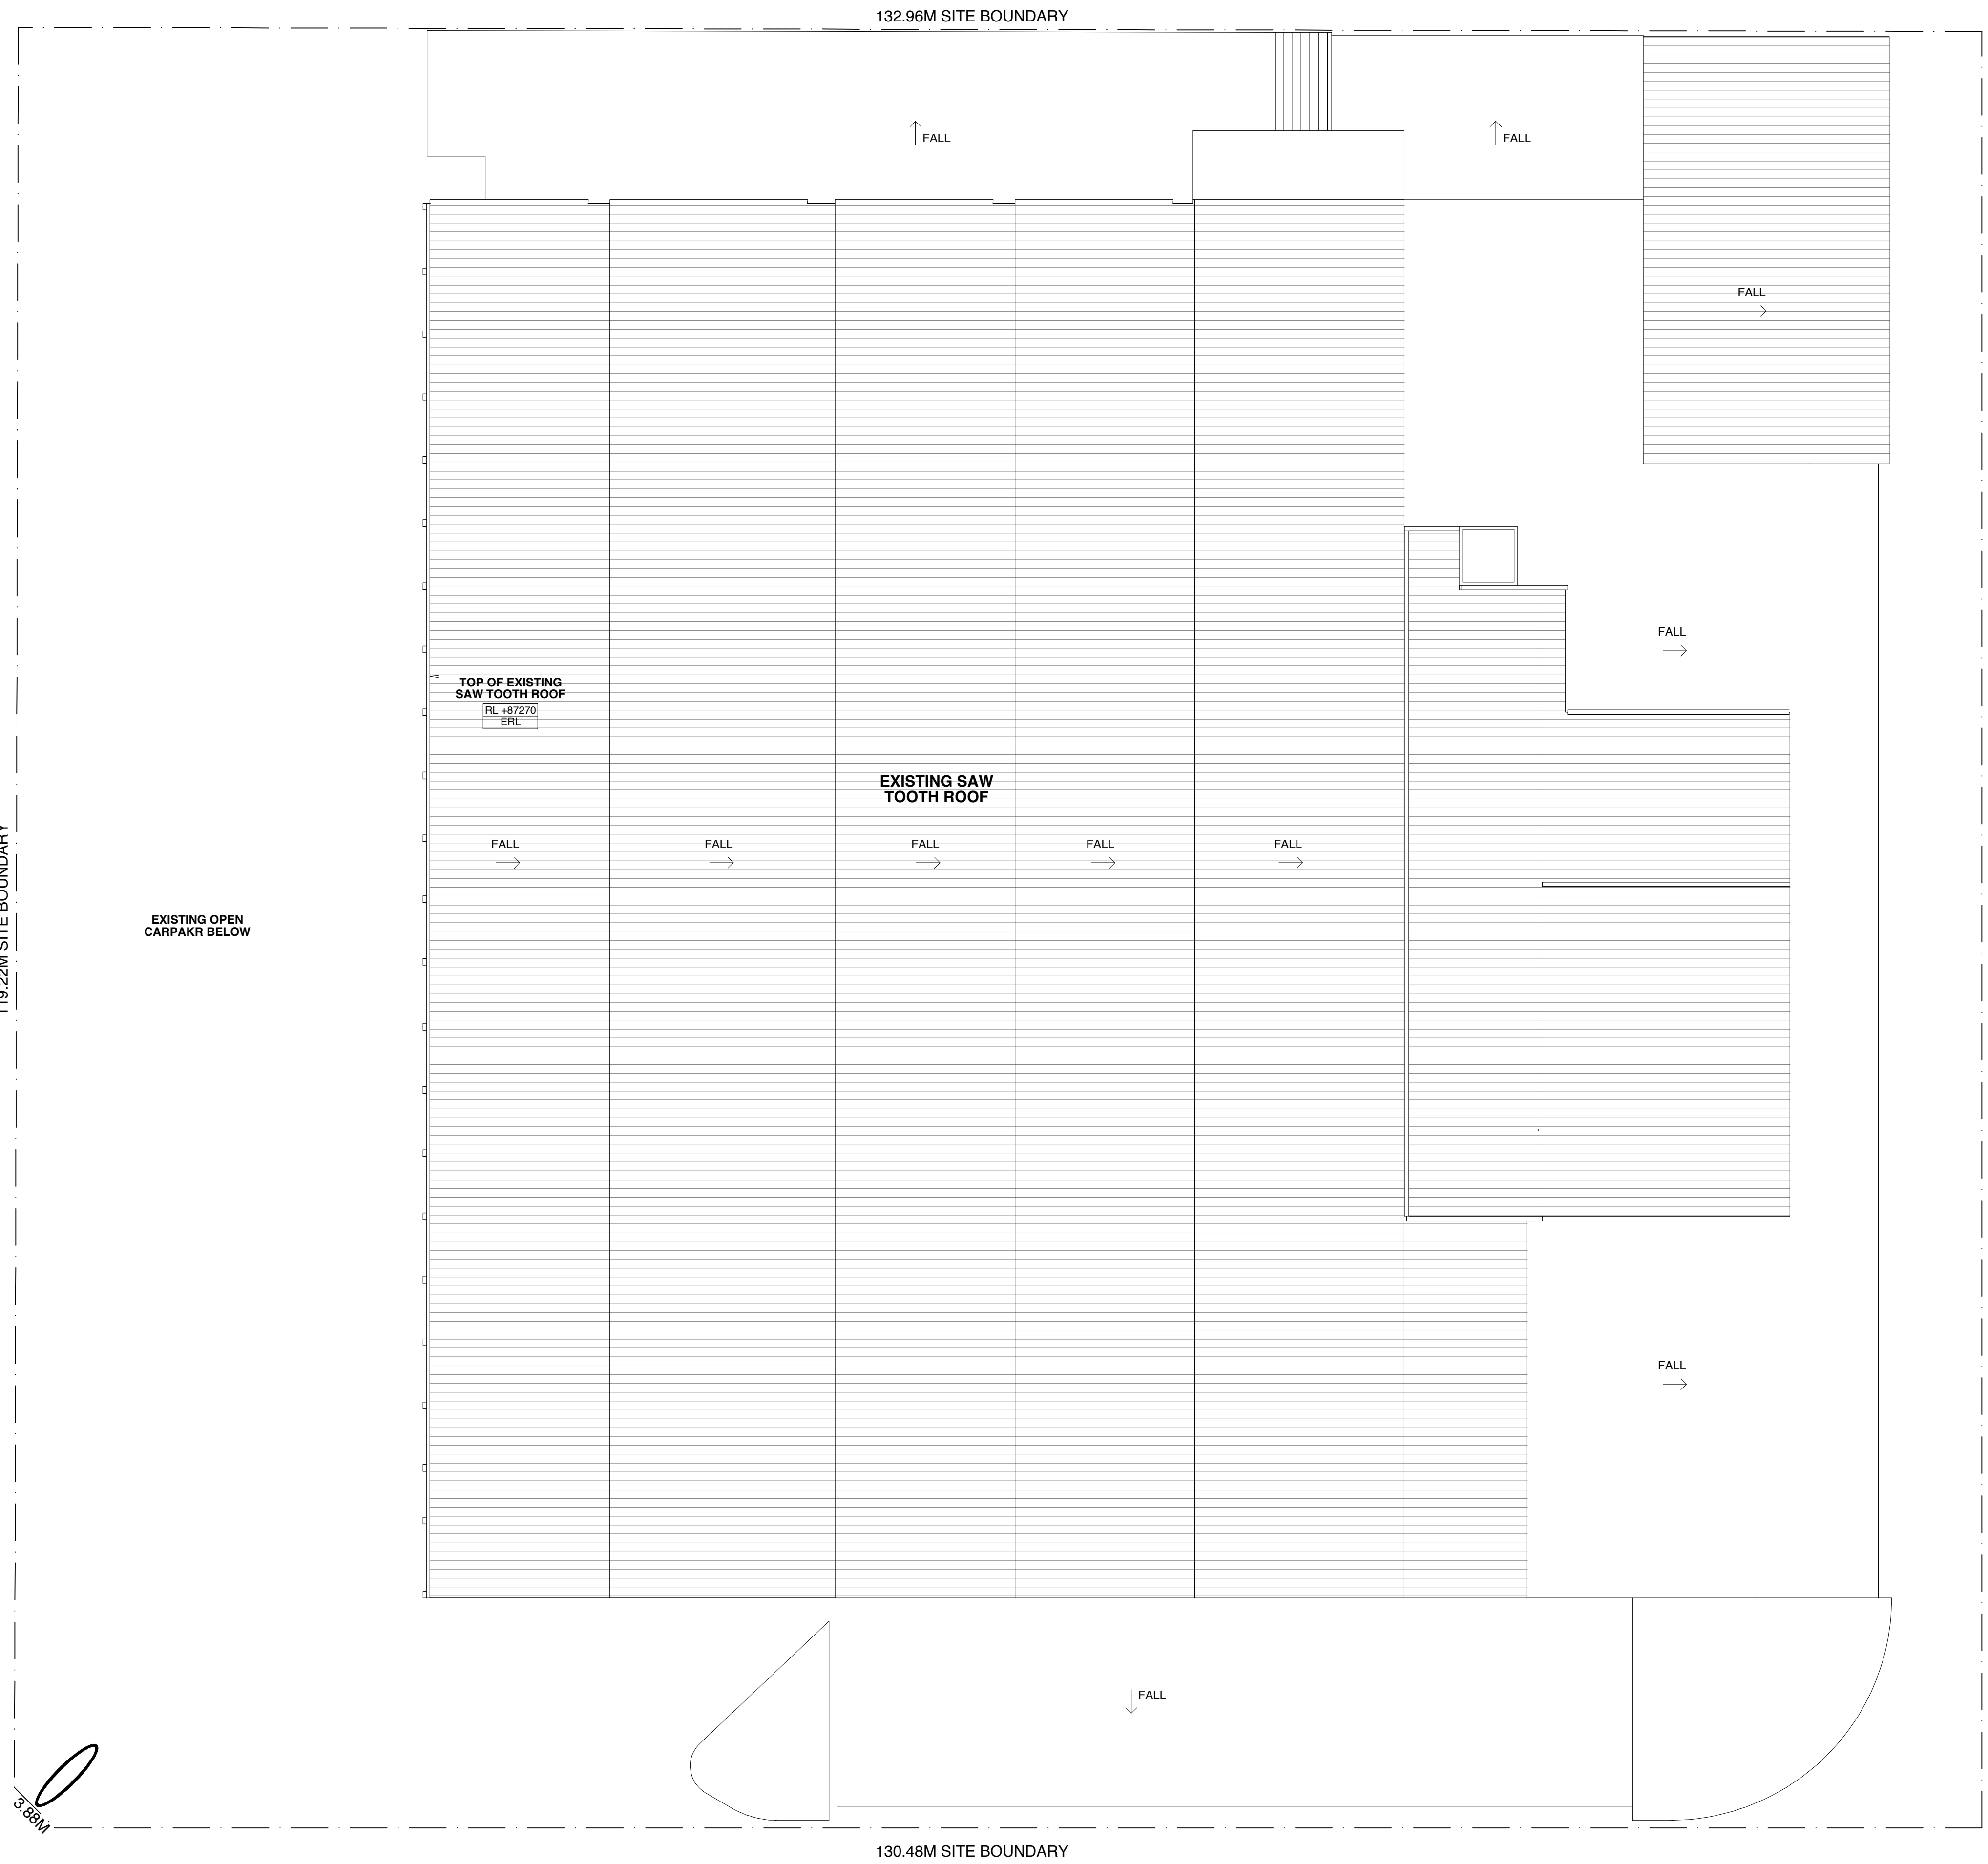 132.96M SITE BOUNDARY
FALL
FALL
FALL
FALL
TOP OF EXISTING
SAW TOOTH ROOF
RL +87270
ERL
EXISTING SAW
TOOTH ROOF
FALL
FALL
FALL
FALL
FALL
119.22M SITE BOUNDARY
EXISTING OPEN
CARPAKR BELOW
FALL
FALL
3.88M
130.48M SITE BOUNDARY